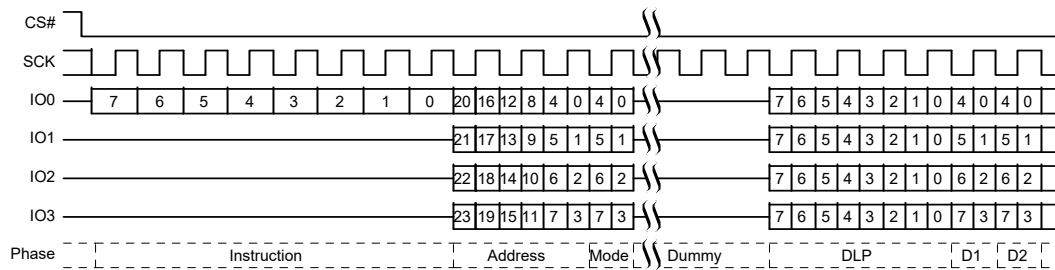 CS#
SCK
IO0 7 6 5 4 3 2 1 0 20 16 12 8 4 0 4 0 7 6 5 4 3 2 1 0 4 0 4 0
IO1 21 17 13 9 5 1 5 1 7 6 5 4 3 2 1 0 5 1 5 1
IO2 22 18 14 10 6 2 6 2 7 6 5 4 3 2 1 0 6 2 6 2
IO3 23 19 15 11 7 3 7 3 7 6 5 4 3 2 1 0 7 3 7 3
Phase Instruction Address Mode Dummy DLP D1 D2